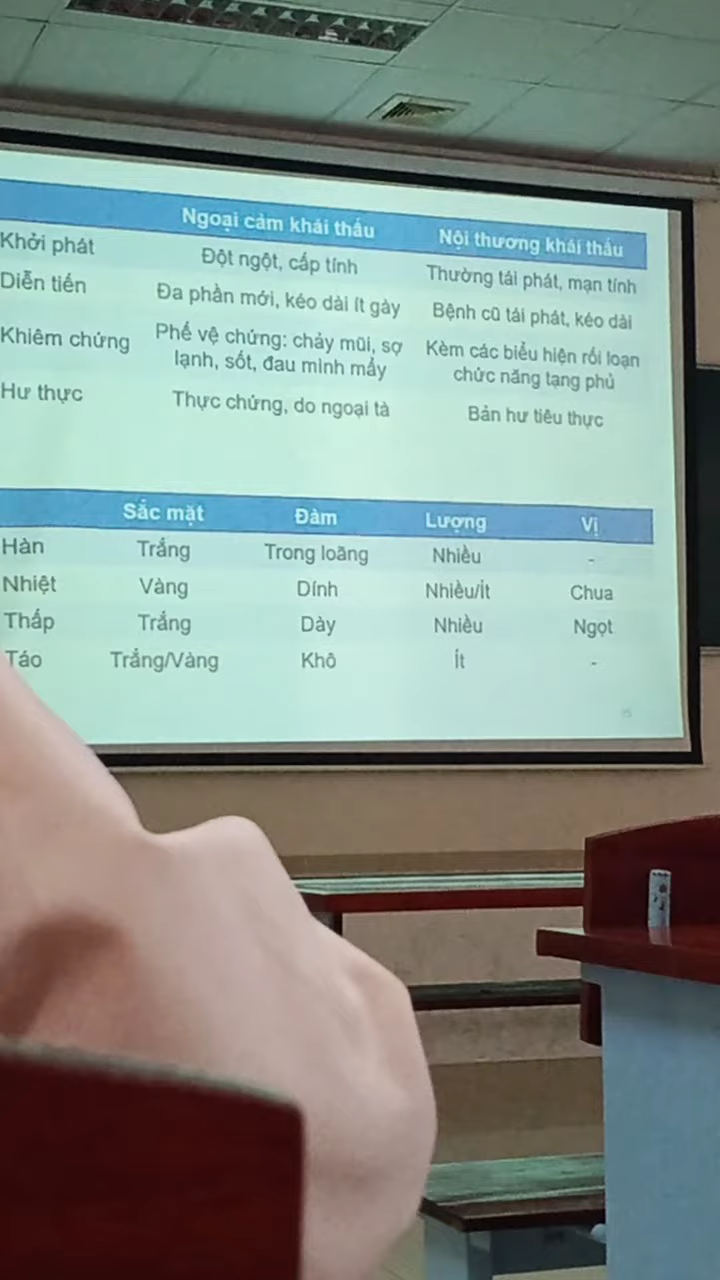 Ngoại cảm khái thấu Nội thương khái thấu
Khởi phát Đột ngột, cấp tính Thường tái phát, mạn tính
Diễn tiến Đa phần mới, kéo dài ít gày Bệnh cũ tái phát, kéo dài
Khiêm chứng Phế vệ chứng: chảy mũi, sợ Kèm các biểu hiện rối loạn
lạnh, sốt, đau mình mẩy chức năng tạng phủ
Hư thực Thực chứng, do ngoại tà Bản hư tiêu thực
Sắc mặt Đàm Lượng Vị
Hàn Trắng Trong loãng Nhiều -
Nhiệt Vàng Dính Nhiều/Ít Chua
Thấp Trắng Dày Nhiều Ngọt
Táo Trắng/Vàng Khô Ít -